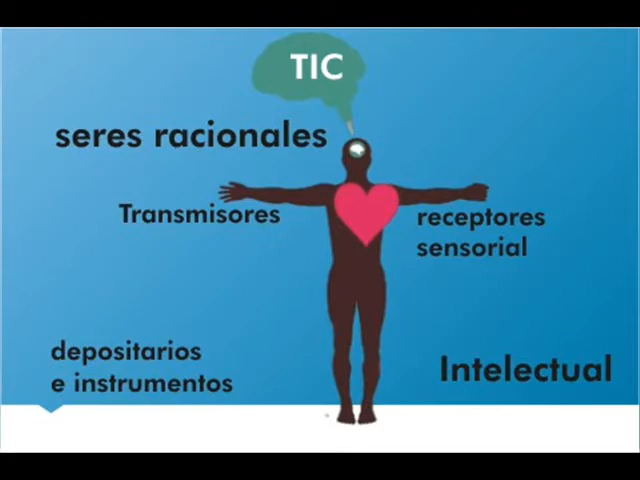 TIC
seres racionales
Transmisores
receptores
sensorial
depositarios
e instrumentos
Intelectual